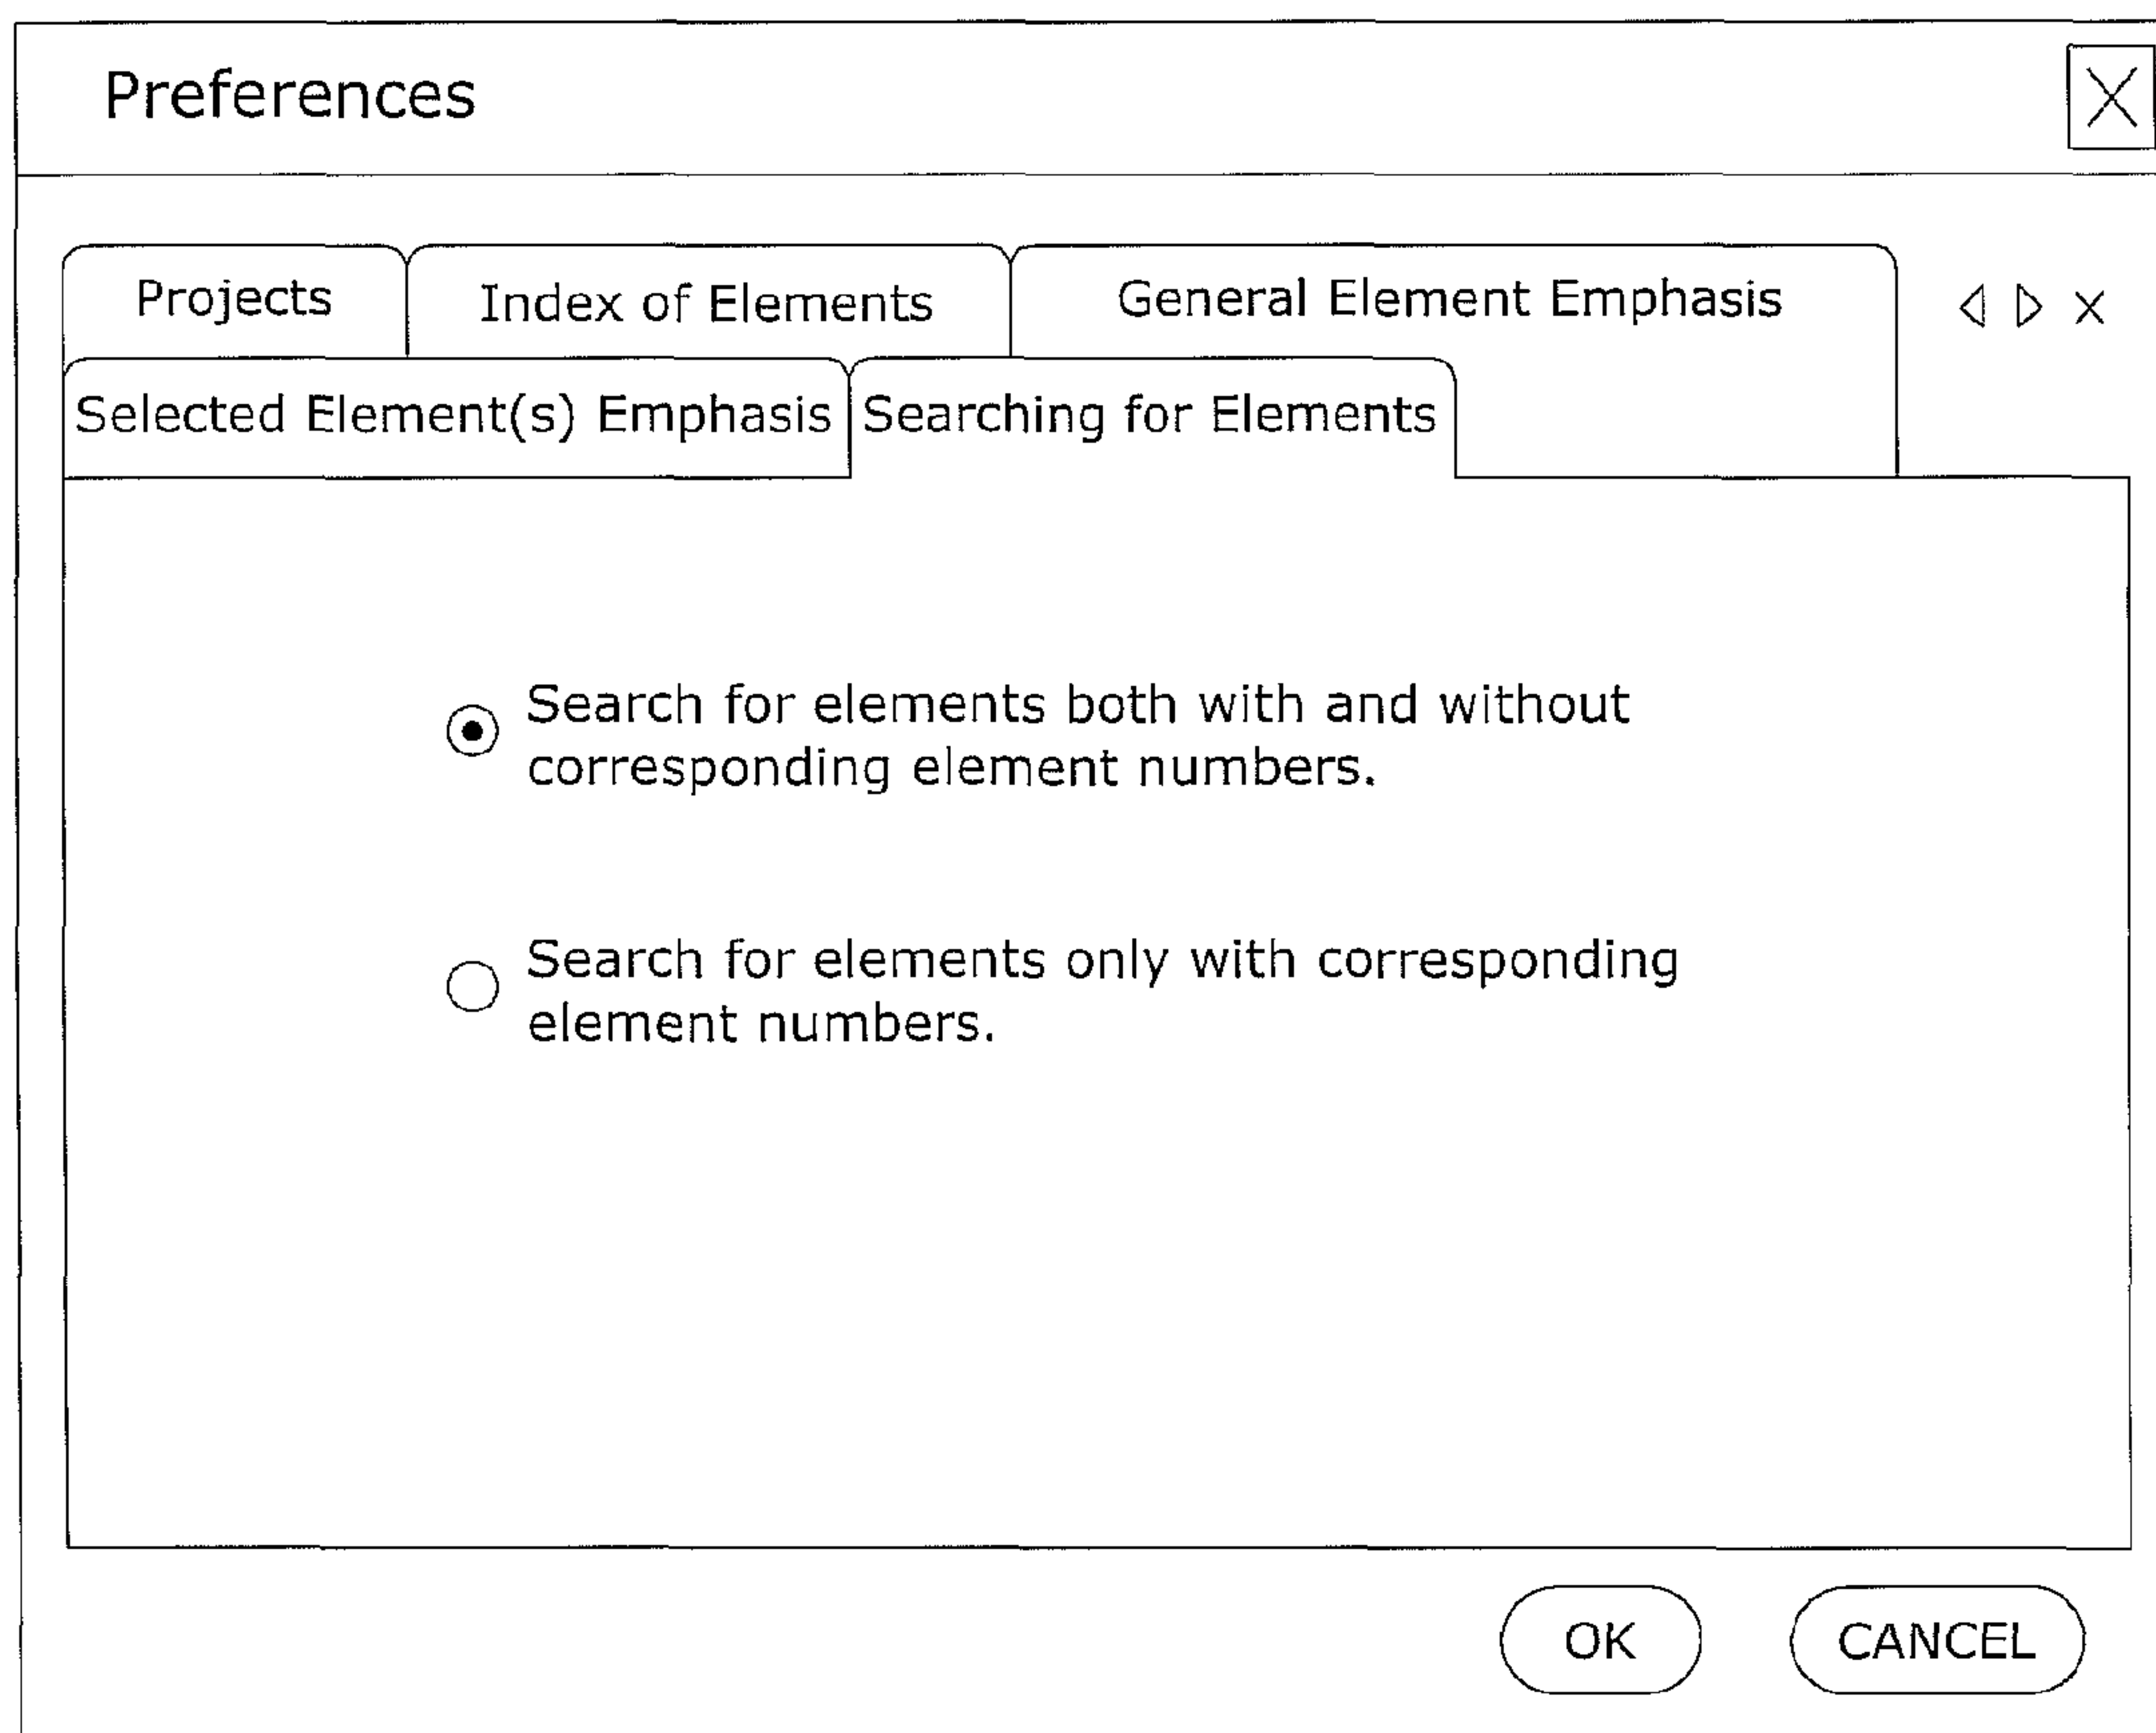 Preferences
Projects
Index of Elements
General Element Emphasis
Selected Element(s) Emphasis
Searching for Elements
Search for elements both with and without
corresponding element numbers.
Search for elements only with corresponding
element numbers.
OK
CANCEL